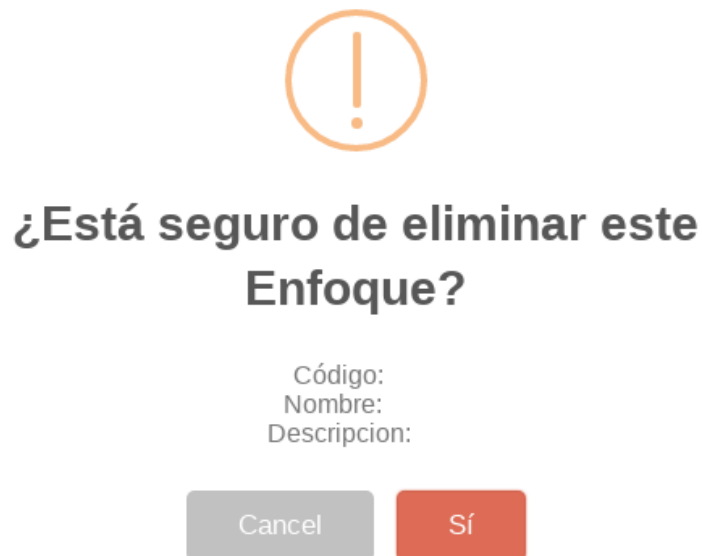 ¿Está seguro de eliminar este
Enfoque?
Código:
Nombre:
Descripcion:
Cancel
Sí